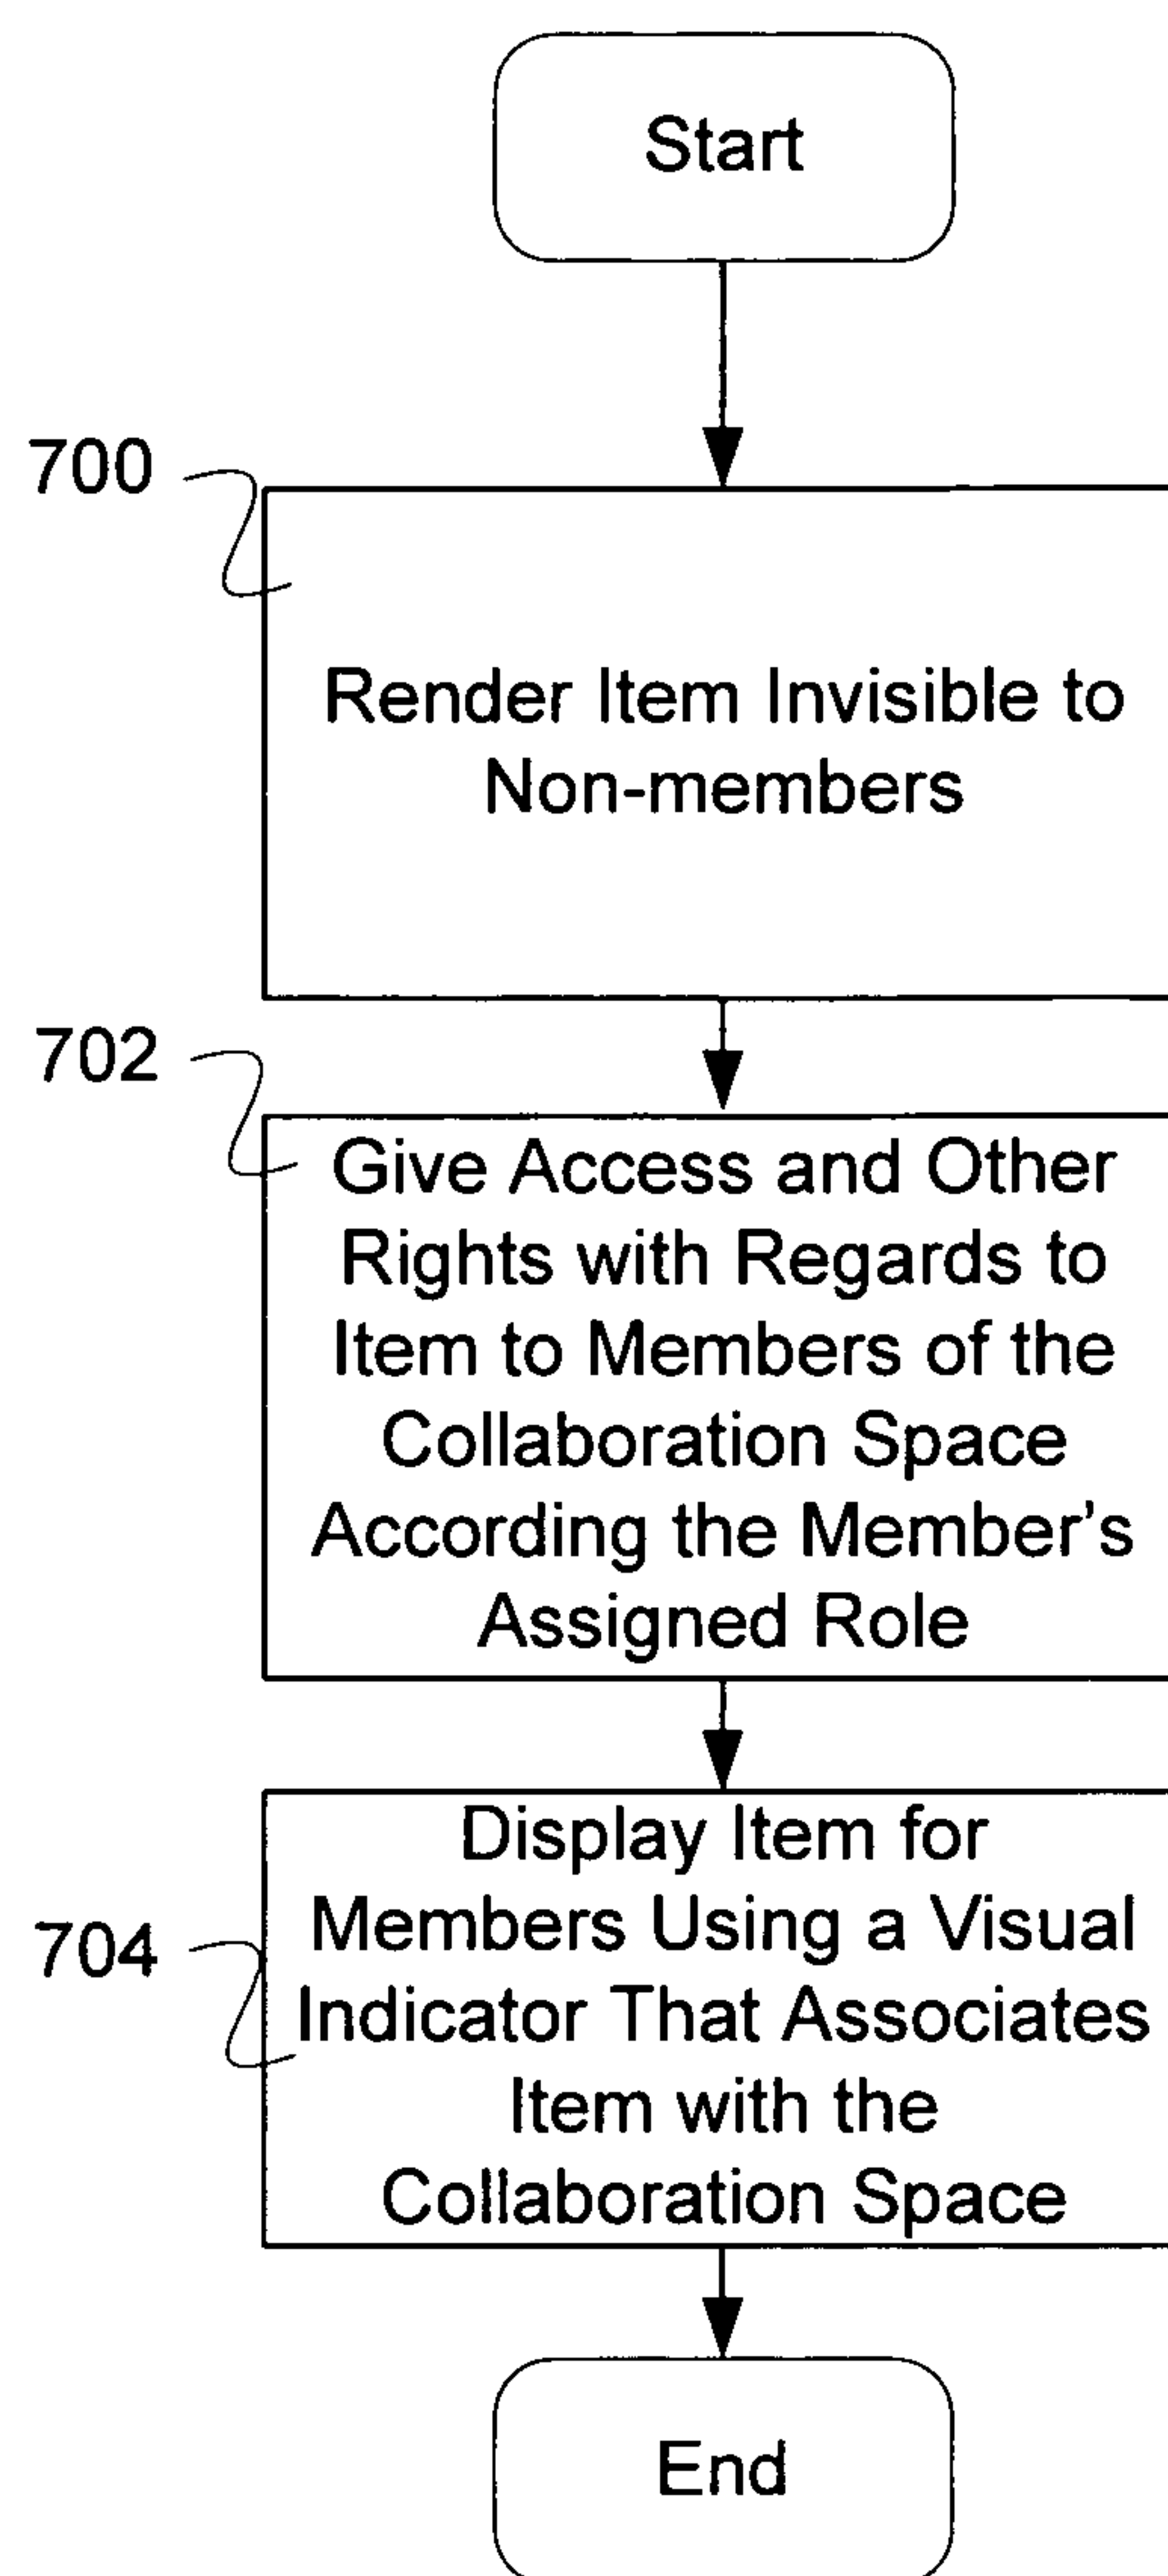 Start
700
Render Item Invisible to
Non-members
702
Give Access and Other
Rights with Regards to
Item to Members of the
Collaboration Space
According the Member's
Assigned Role
704
Display Item for
Members Using a Visual
Indicator That Associates
Item with the
Collaboration Space
End